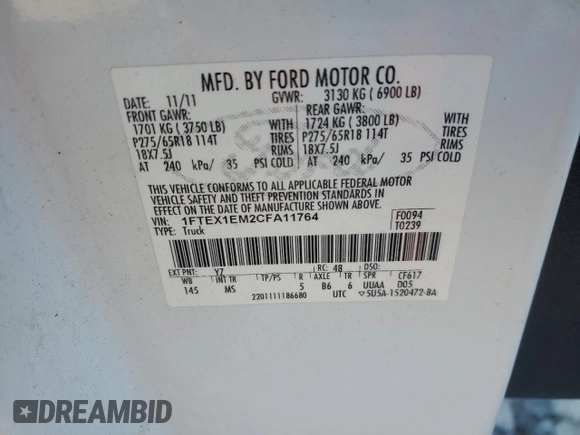 MFD. BY FORD MOTOR CO.
DATE: 11/11 GVWR: 3130 KG ( 6900 LB)
FRONT GAWR: REAR GAWR:
1701 KG ( 3750 LB) WITH 1724 KG ( 3800 LB) WITH
P275/65R18 114T TIRES P275/65R18 114T TIRES
18X7.5J RIMS 18X7.5J RIMS
AT 240 kPa/ 35 PSI COLD AT 240 kPa/ 35 PSI COLD
THIS VEHICLE CONFORMS TO ALL APPLICABLE FEDERAL MOTOR
VEHICLE SAFETY AND THEFT PREVENTION STANDARDS IN
EFFECT ON THE DATE OF MANUFACTURE SHOWN ABOVE.
VIN: 1FTEX1EM2CFA11764 F0094
TYPE: Truck T0239
EXT PNT: Y7 RC: 48 DSO:
WB INT TR TP/PS R AXLE TR SPR CF617
145 MS 5 B6 6 UUAA D05
2201111186680 UTC ▽5USA-1520472-BA
DREAMBID